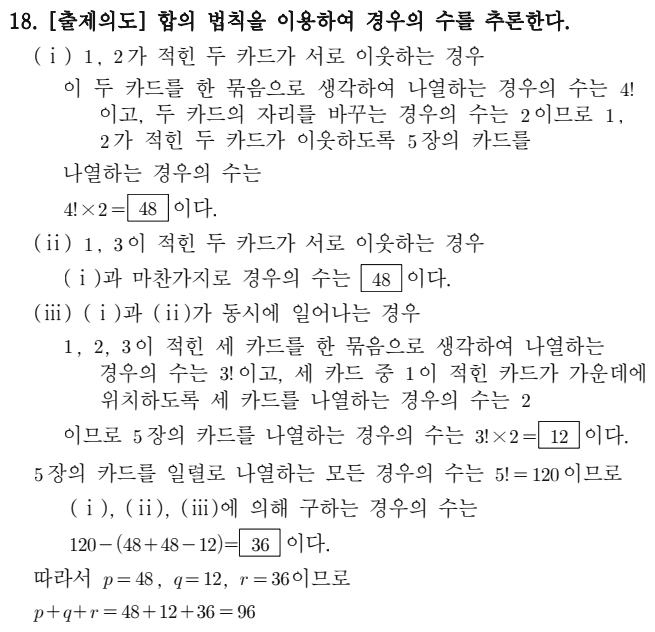 18. [출제의도] 합의 법칙을 이용하여 경우의 수를 추론한다.
(ⅰ) 1, 2가 적힌 두 카드가 서로 이웃하는 경우
이 두 카드를 한 묶음으로 생각하여 나열하는 경우의 수는 4!
이고, 두 카드의 자리를 바꾸는 경우의 수는 2이므로 1,
2가 적힌 두 카드가 이웃하도록 5장의 카드를
나열하는 경우의 수는
4!×2= 48 이다.
(ⅱ) 1, 3이 적힌 두 카드가 서로 이웃하는 경우
(ⅰ)과 마찬가지로 경우의 수는 48 이다.
(ⅲ) (ⅰ)과 (ⅱ)가 동시에 일어나는 경우
1, 2, 3이 적힌 세 카드를 한 묶음으로 생각하여 나열하는
경우의 수는 3!이고, 세 카드 중 1이 적힌 카드가 가운데에
위치하도록 세 카드를 나열하는 경우의 수는 2
이므로 5장의 카드를 나열하는 경우의 수는 3!×2= 12 이다.
5장의 카드를 일렬로 나열하는 모든 경우의 수는 5!=120이므로
(ⅰ), (ⅱ), (ⅲ)에 의해 구하는 경우의 수는
120-(48+48-12)= 36 이다.
따라서 p=48, q=12, r=36이므로
p+q+r=48+12+36=96